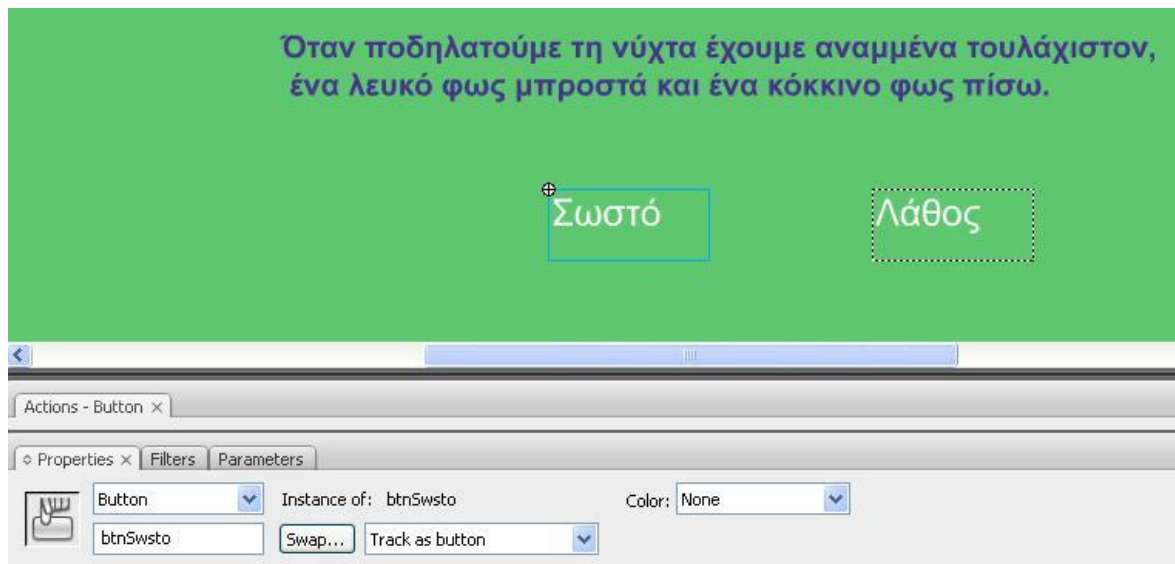 Όταν ποδηλατούμε τη νύχτα έχουμε αναμμένα τουλάχιστον,
ένα λευκό φως μπροστά και ένα κόκκινο φως πίσω.
Σωστό Λάθος
Actions - Button
Properties Filters Parameters
Button Instance of: btnSwsto Color: None
btnSwsto Swap... Track as button